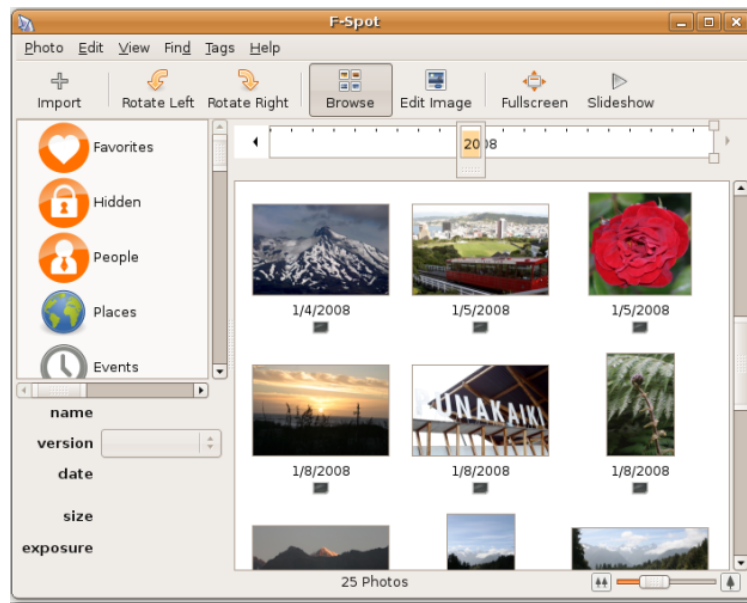 F-Spot
Photo Edit View Find Tags Help
Import Rotate Left Rotate Right Browse Edit Image Fullscreen Slideshow
2008
Favorites
Hidden
People
Places
Events
1/4/2008 1/5/2008 1/5/2008
PUNAKAIKI
1/8/2008 1/8/2008 1/8/2008
name
version
date
size
exposure
25 Photos